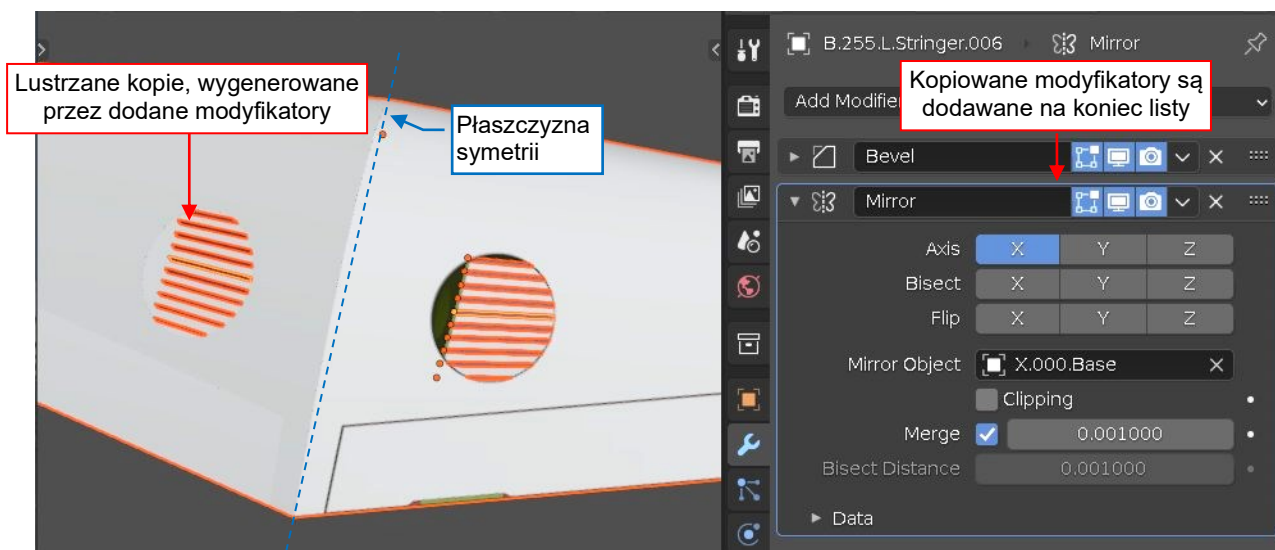 Lustrzane kopie, wygenerowane
przez dodane modyfikatory
Płaszczyzna
symetrii
B.255.L.Stringer.006 Mirror
Kopiowane modyfikatory są
dodawane na koniec listy
Add Modifie
Bevel
Mirror
Axis X Y Z
Bisect X Y Z
Flip X Y Z
Mirror Object X.000.Base
Clipping
Merge 0.001000
Bisect Distance 0.001000
Data